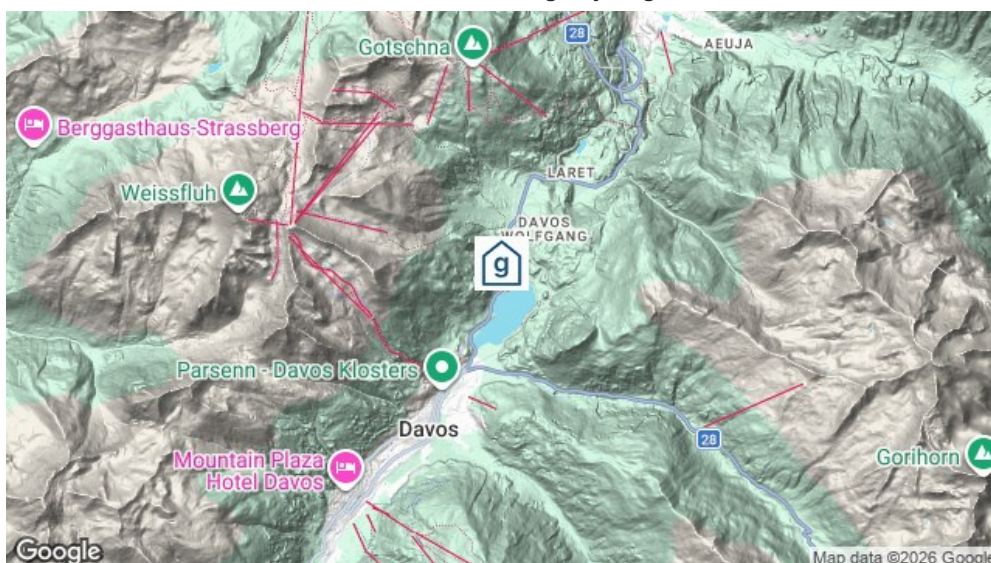 28
Gotschna
AEUJA
Berggasthaus-Strassberg
LARET
Weissfluh
DAVOS
WOLFGANG
g
Parsenn - Davos Klosters
Davos
28
Mountain Plaza
Hotel Davos
Gorihorn
Google
Map data ©2026 Google